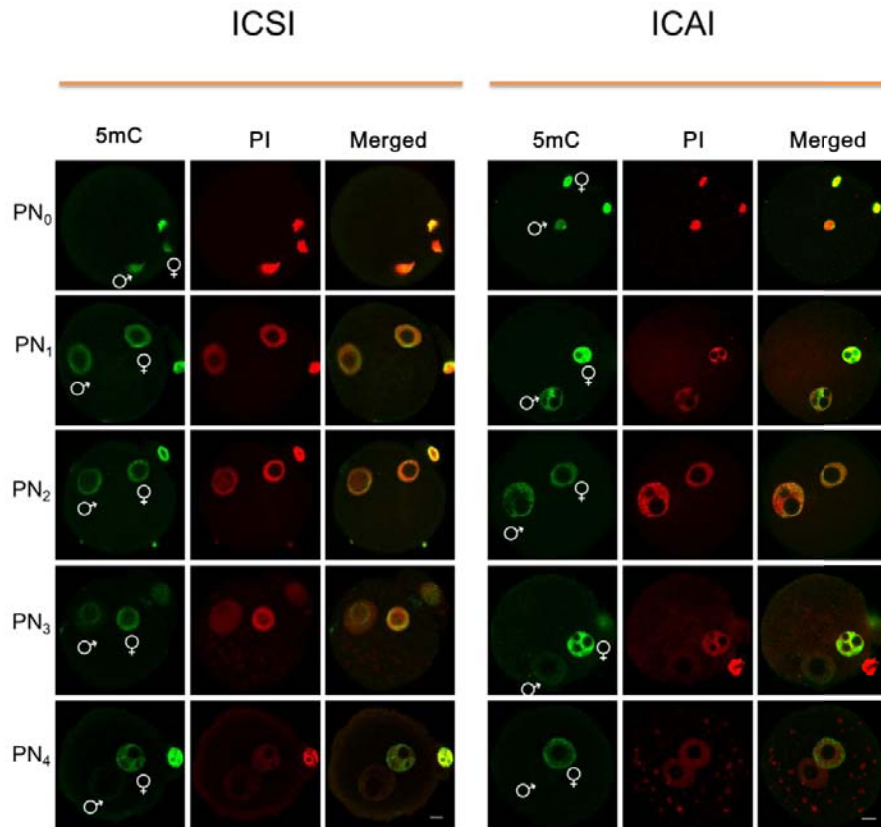 ICSI ICAI
5mC PI Merged 5mC PI Merged
PN₀ ♂ ♀ ♂ ♀
PN₁ ♂ ♀ ♂ ♀
PN₂ ♂ ♀ ♂ ♀
PN₃ ♂ ♀ ♂ ♀
PN₄ ♂ ♀ ♂ ♀